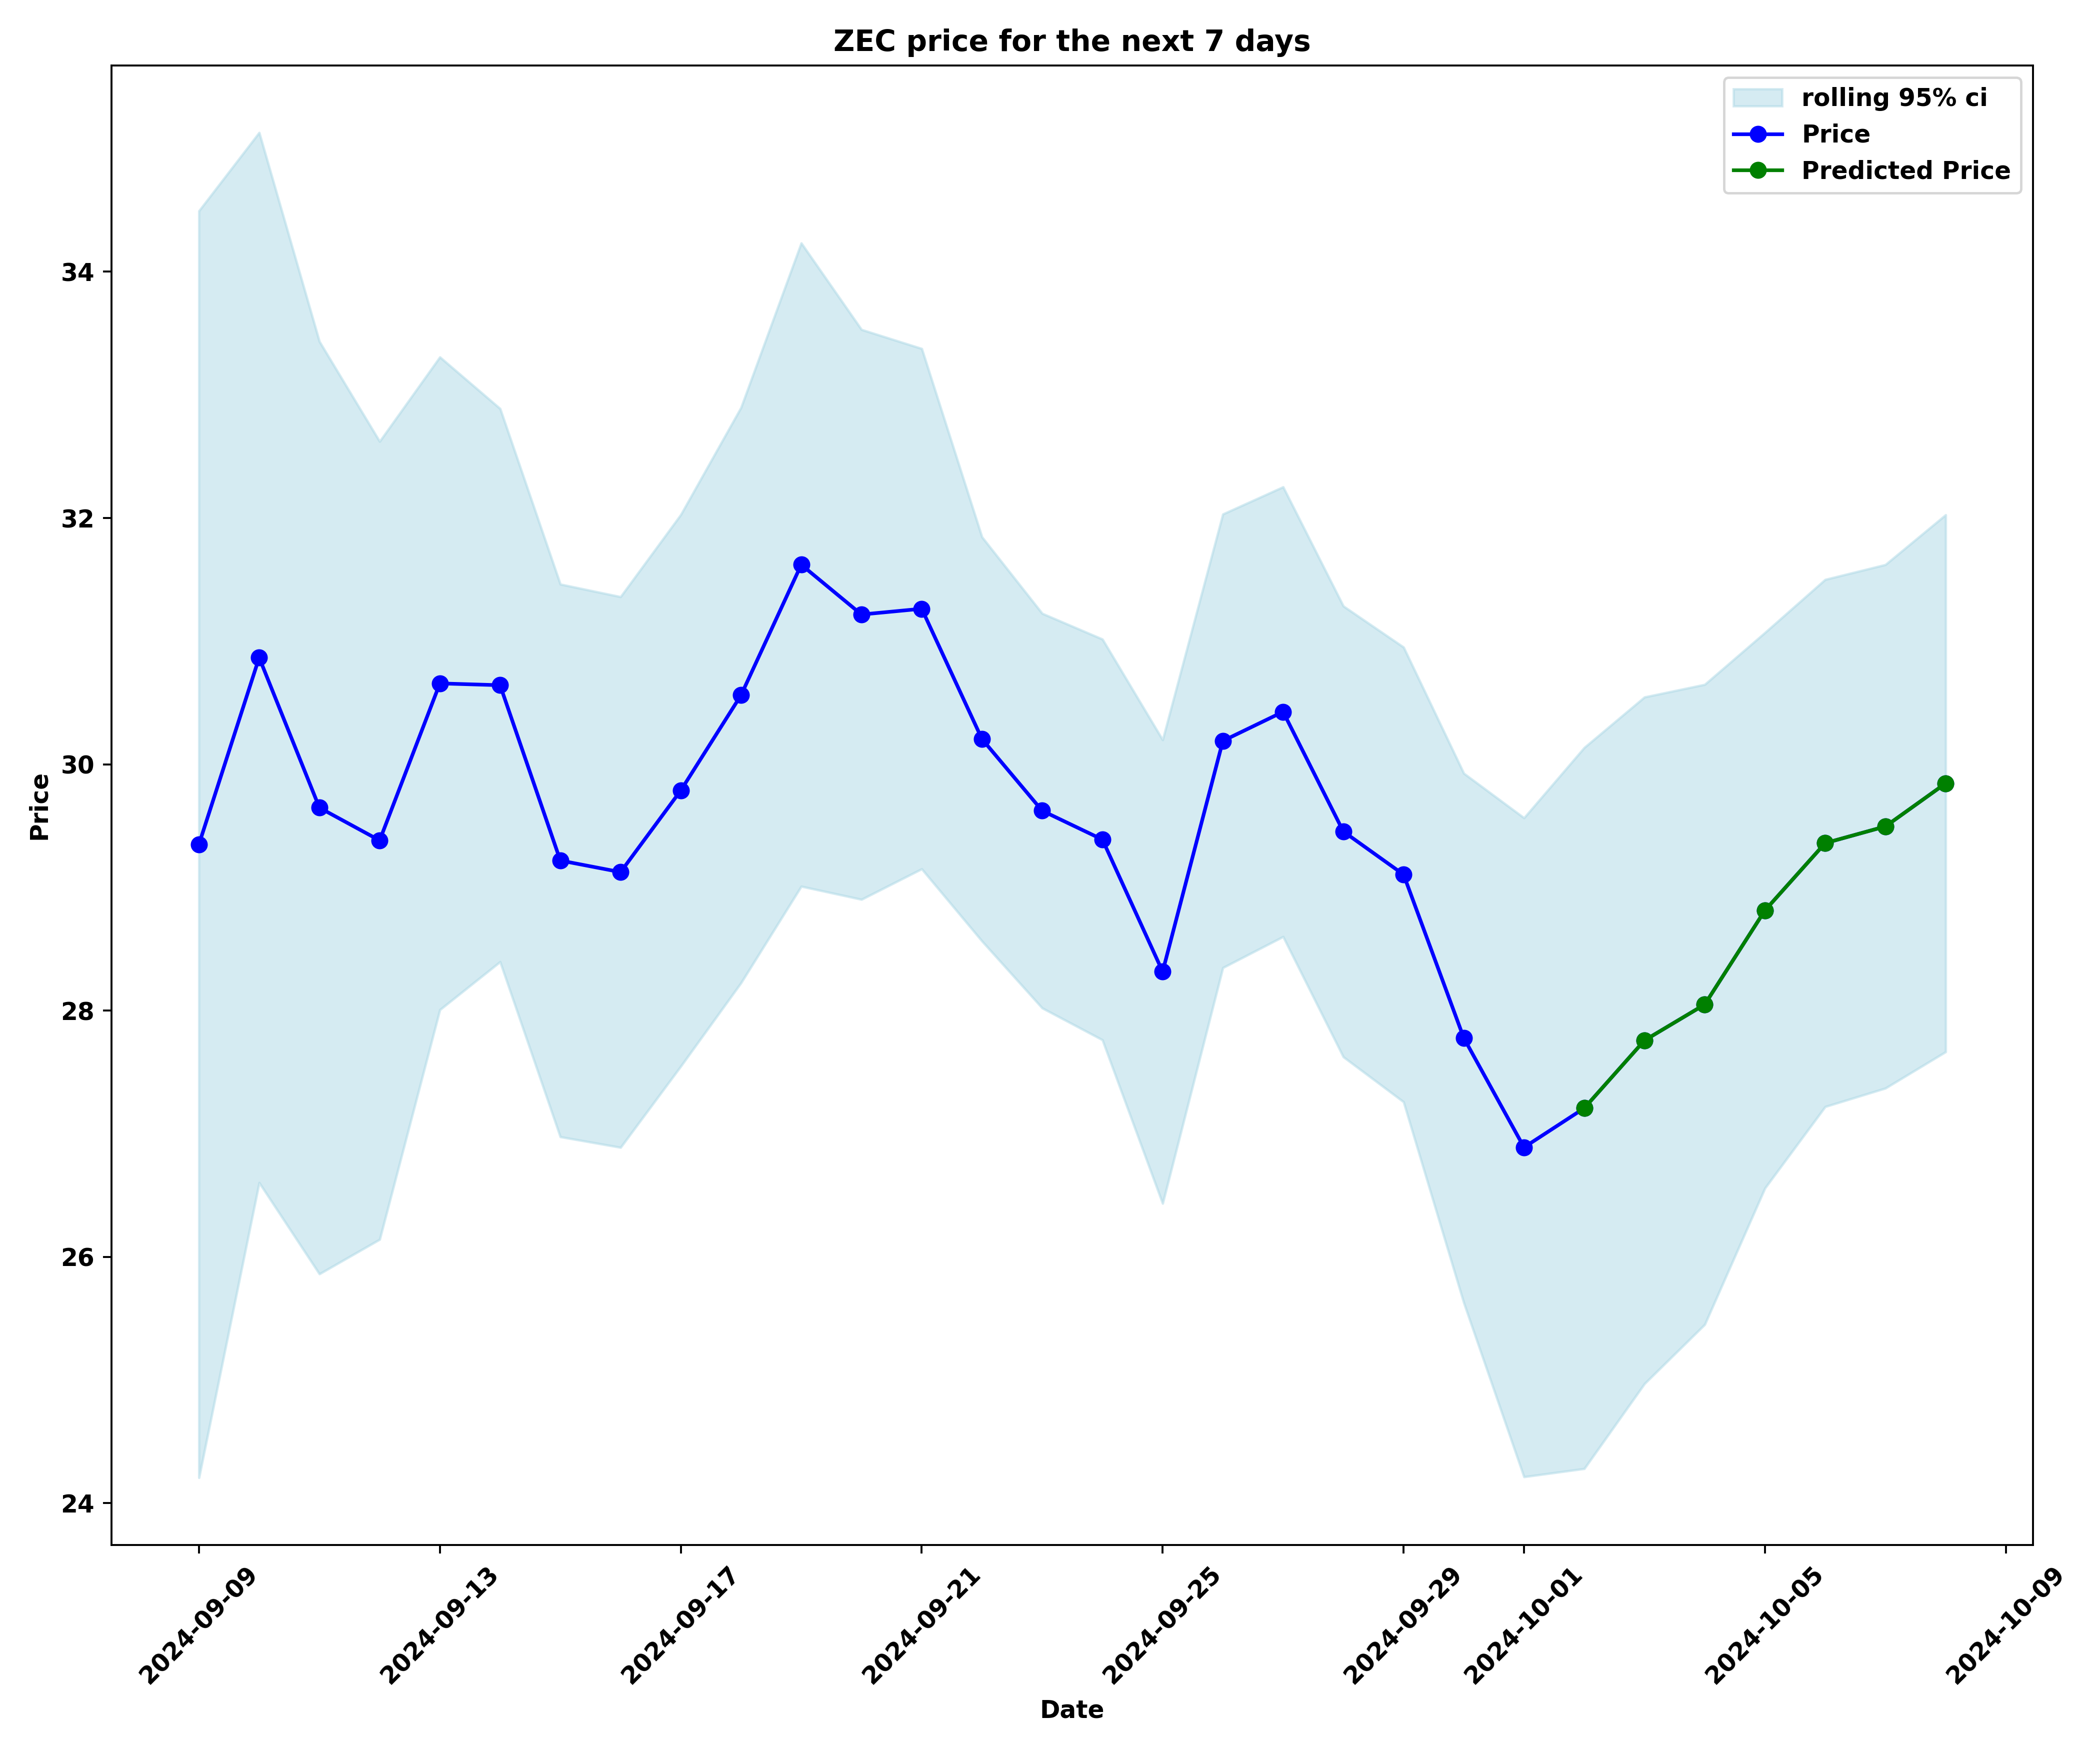 ZEC price for the next 7 days
rolling 95% ci
Price
Predicted Price
34
32
30
28
26
24
Price
2024-09-09
2024-09-13
2024-09-17
2024-09-21
2024-09-25
2024-09-29
2024-10-01
2024-10-05
2024-10-09
Date